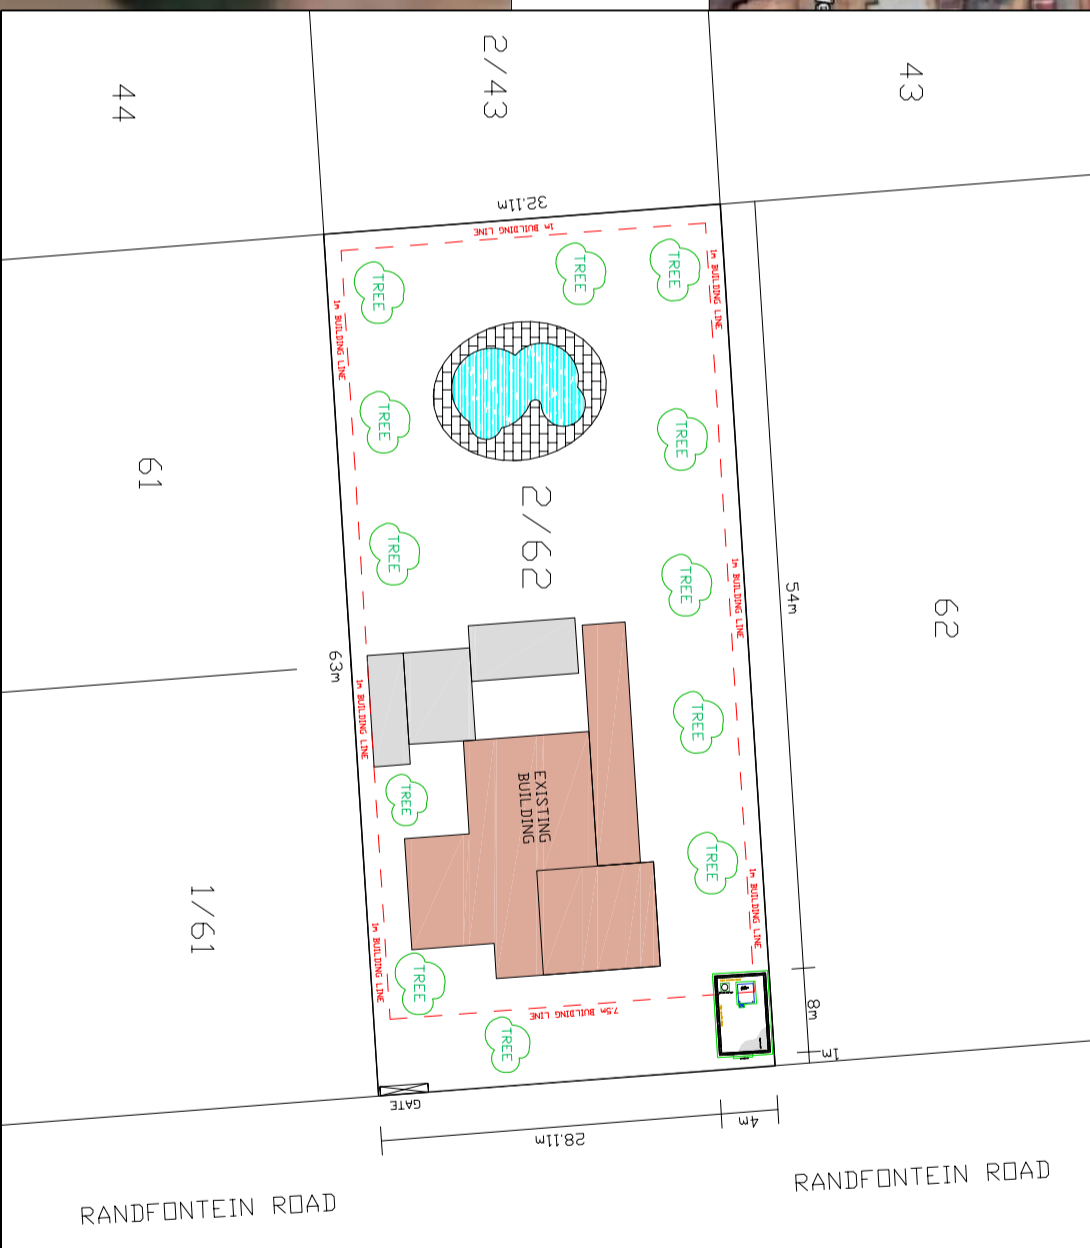 44
2/43
43
32.11m
1m BUILDING LINE
TREE
TREE
TREE
1m BUILDING LINE
1m BUILDING LINE
TREE
TREE
61
2/62
TREE
TREE
1m BUILDING LINE
54m
62
63m
1m BUILDING LINE
TREE
EXISTING
BUILDING
TREE
TREE
1m BUILDING LINE
1/61
1m BUILDING LINE
TREE
7.5m BUILDING LINE
8m
TREE
1m
GATE
28.11m
4m
RANDFONTEIN ROAD
RANDFONTEIN ROAD